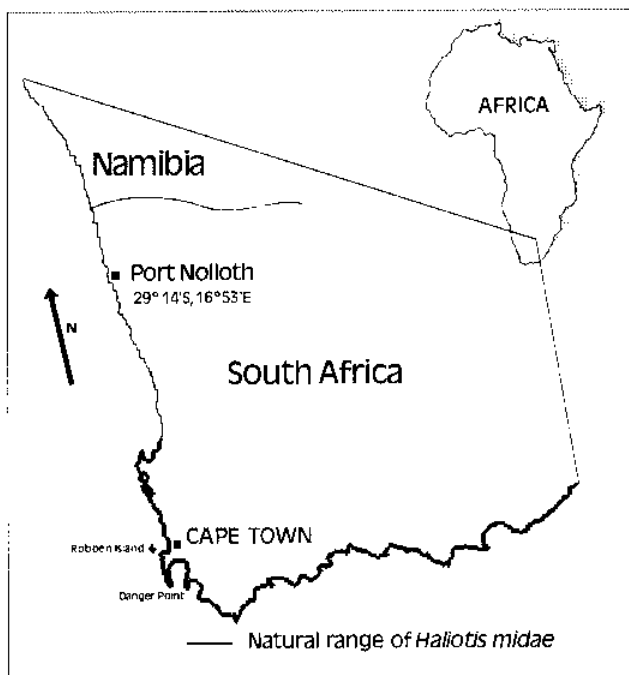 AFRICA
Namibia
Port Nolloth
29° 14'S, 16°53'E
N
South Africa
CAPE TOWN
Robben Island
Danger Point
Natural range of Haliotis midae